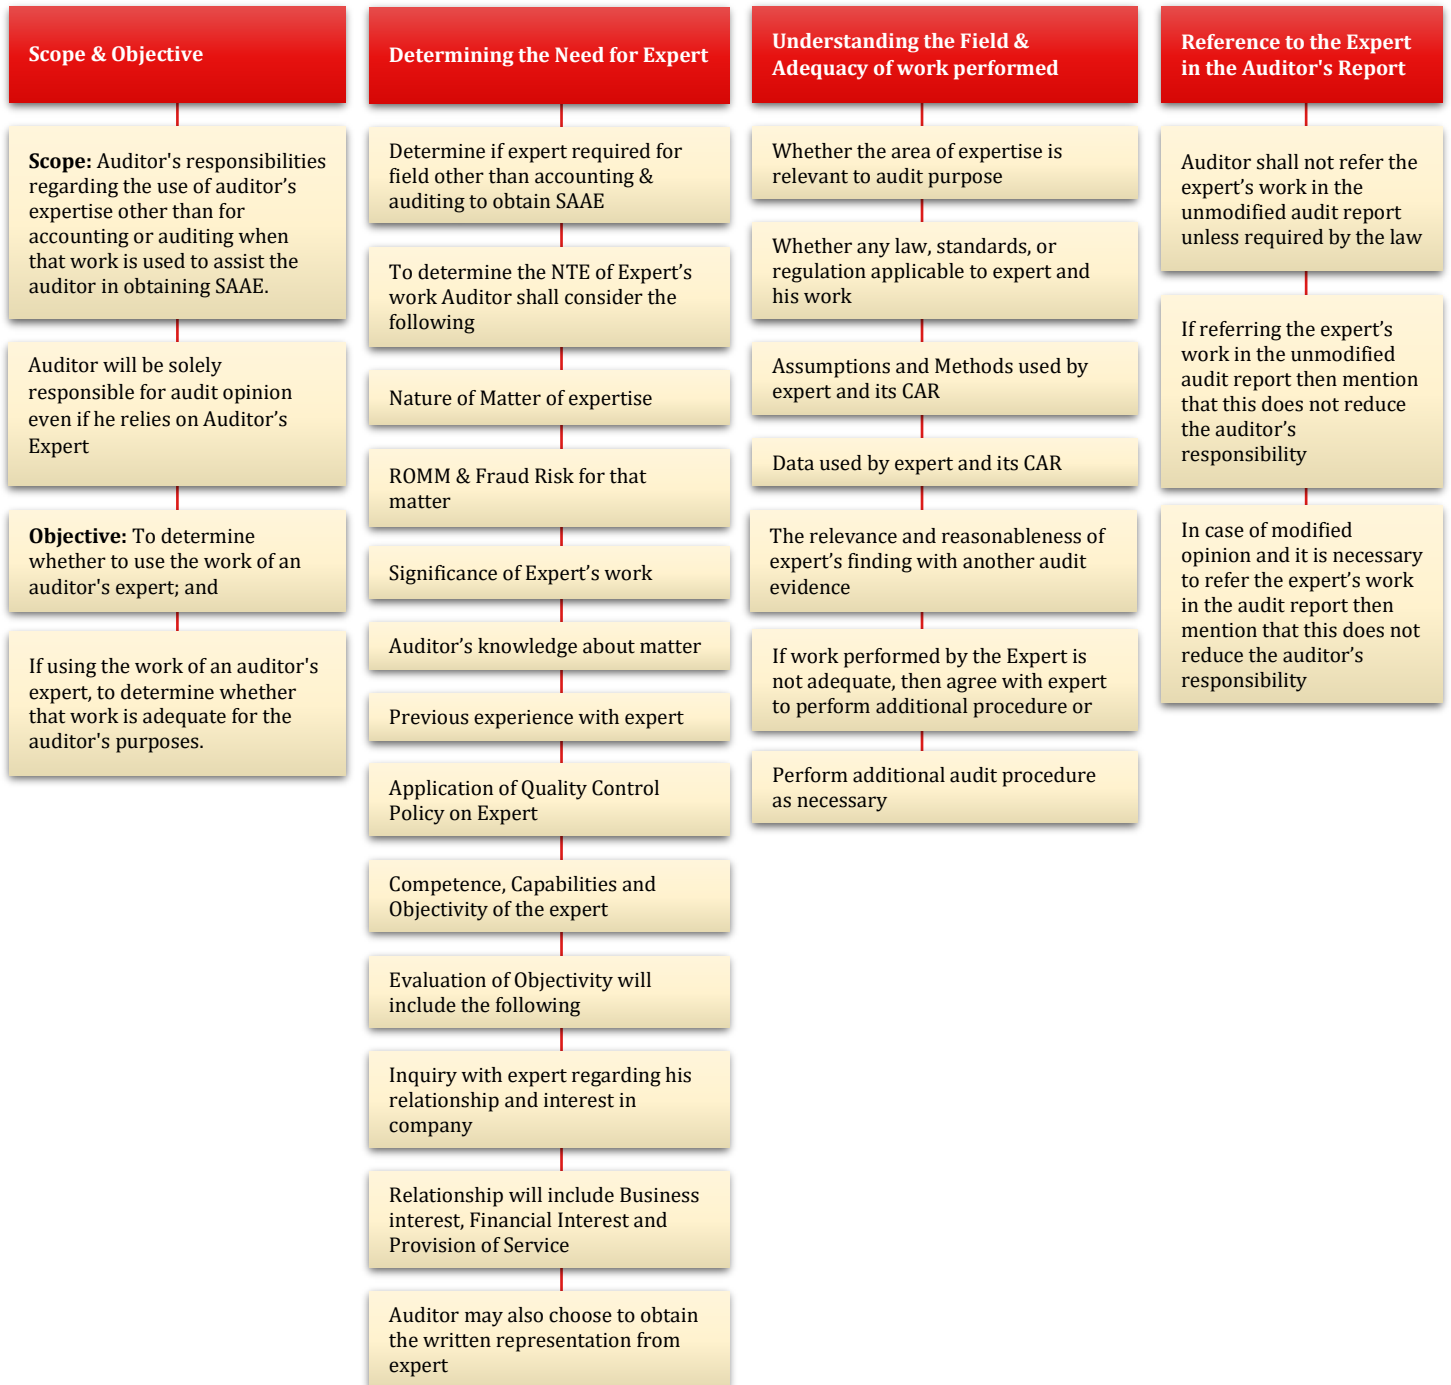 Scope & Objective
Scope: Auditor's responsibilities
regarding the use of auditor’s
expertise other than for
accounting or auditing when
that work is used to assist the
auditor in obtaining SAAE.
Auditor will be solely
responsible for audit opinion
even if he relies on Auditor’s
Expert
Objective: To determine
whether to use the work of an
auditor's expert; and
If using the work of an auditor's
expert, to determine whether
that work is adequate for the
auditor's purposes.
Determining the Need for Expert
Determine if expert required for
field other than accounting &
auditing to obtain SAAE
To determine the NTE of Expert’s
work Auditor shall consider the
following
Nature of Matter of expertise
ROMM & Fraud Risk for that
matter
Significance of Expert’s work
Auditor’s knowledge about matter
Previous experience with expert
Application of Quality Control
Policy on Expert
Competence, Capabilities and
Objectivity of the expert
Evaluation of Objectivity will
include the following
Inquiry with expert regarding his
relationship and interest in
company
Relationship will include Business
interest, Financial Interest and
Provision of Service
Auditor may also choose to obtain
the written representation from
expert
Understanding the Field &
Adequacy of work performed
Whether the area of expertise is
relevant to audit purpose
Whether any law, standards, or
regulation applicable to expert and
his work
Assumptions and Methods used by
expert and its CAR
Data used by expert and its CAR
The relevance and reasonableness of
expert’s finding with another audit
evidence
If work performed by the Expert is
not adequate, then agree with expert
to perform additional procedure or
Perform additional audit procedure
as necessary
Reference to the Expert
in the Auditor's Report
Auditor shall not refer the
expert’s work in the
unmodified audit report
unless required by the law
If referring the expert’s
work in the unmodified
audit report then mention
that this does not reduce
the auditor’s
responsibility
In case of modified
opinion and it is necessary
to refer the expert’s work
in the audit report then
mention that this does not
reduce the auditor’s
responsibility